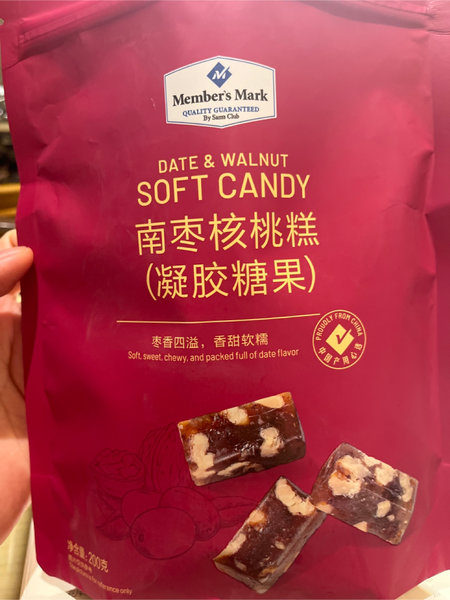 Member's Mark
QUALITY GUARANTEED
By Sams Club
DATE & WALNUT
SOFT CANDY
南枣核桃糕
(凝胶糖果)
枣香四溢，香甜软糯
Soft, sweet, chewy, and packed full of date flavor
PROUDLY FROM CHINA
中国产用心选
净含量: 200克